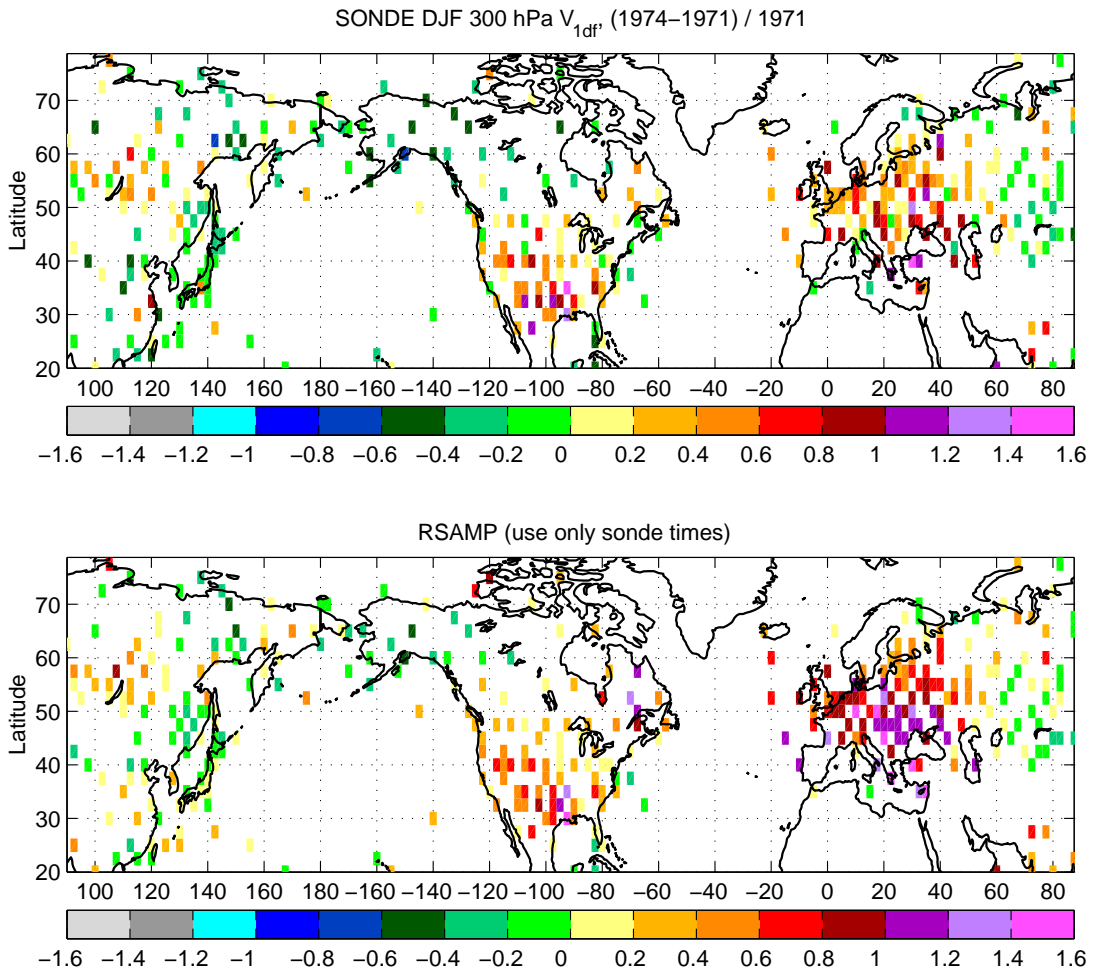 SONDE DJF 300 hPa V1df, (1974−1971) / 1971
Latitude
70
60
50
40
30
20
100 120 140 160 180 −160 −140 −120 −100 −80 −60 −40 −20 0 20 40 60 80
−1.6 −1.4 −1.2 −1 −0.8 −0.6 −0.4 −0.2 0 0.2 0.4 0.6 0.8 1 1.2 1.4 1.6
RSAMP (use only sonde times)
Latitude
70
60
50
40
30
20
100 120 140 160 180 −160 −140 −120 −100 −80 −60 −40 −20 0 20 40 60 80
−1.6 −1.4 −1.2 −1 −0.8 −0.6 −0.4 −0.2 0 0.2 0.4 0.6 0.8 1 1.2 1.4 1.6